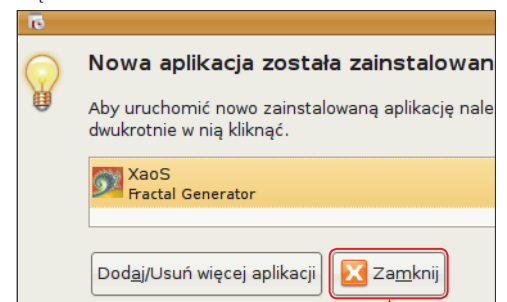 Nowa aplikacja została zainstalowan
Aby uruchomić nowo zainstalowaną aplikację nale
dwukrotnie w nią kliknąć.
XaoS
Fractal Generator
Dodaj/Usuń więcej aplikacji
Zamknij